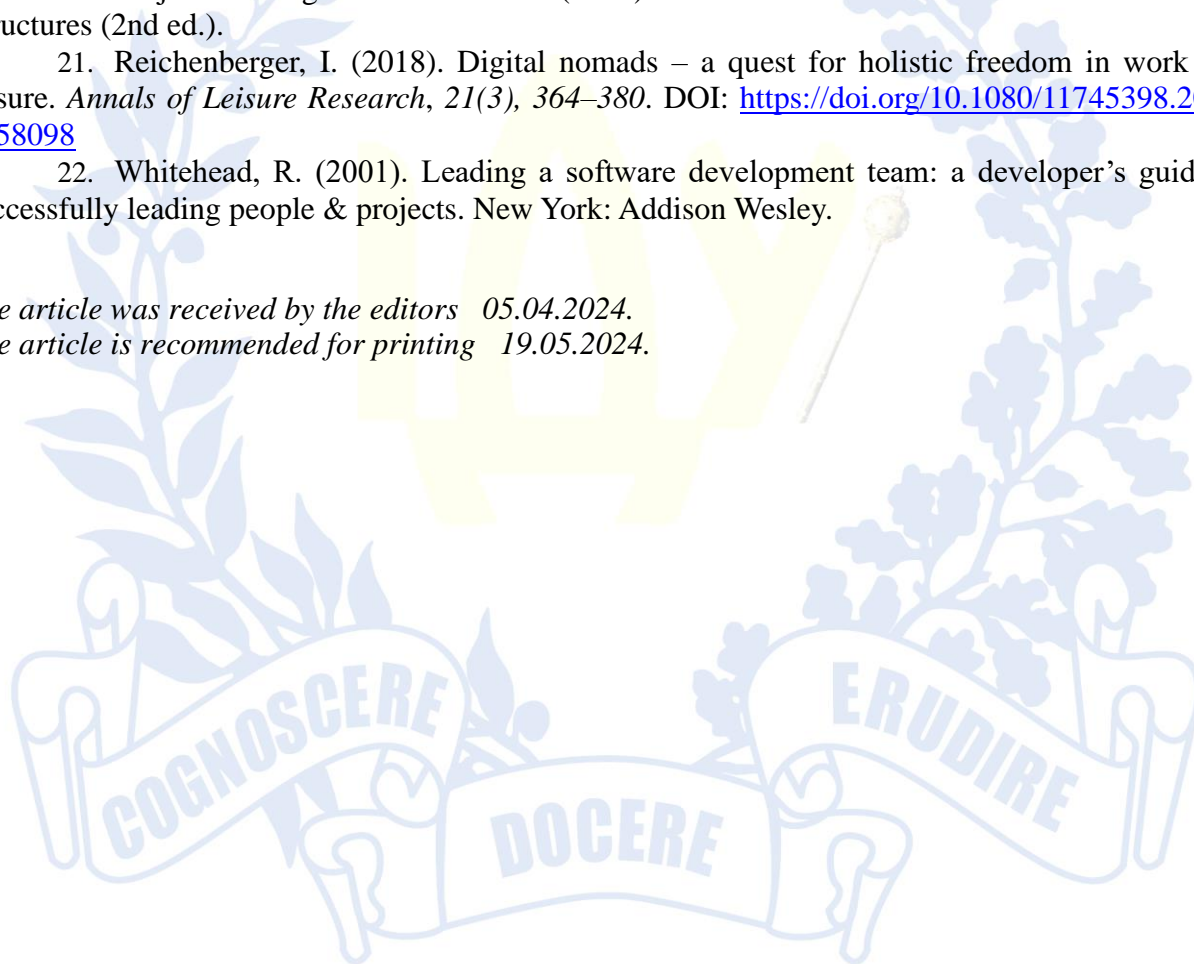 ructures (2nd ed.).
21. Reichenberger, I. (2018). Digital nomads – a quest for holistic freedom in work
sure. Annals of Leisure Research, 21(3), 364–380. DOI: https://doi.org/10.1080/11745398.20
58098
22. Whitehead, R. (2001). Leading a software development team: a developer’s guid
ccessfully leading people & projects. New York: Addison Wesley.
e article was received by the editors 05.04.2024.
e article is recommended for printing 19.05.2024.
COGNOSCERE
DOCERE
ERUDIRE